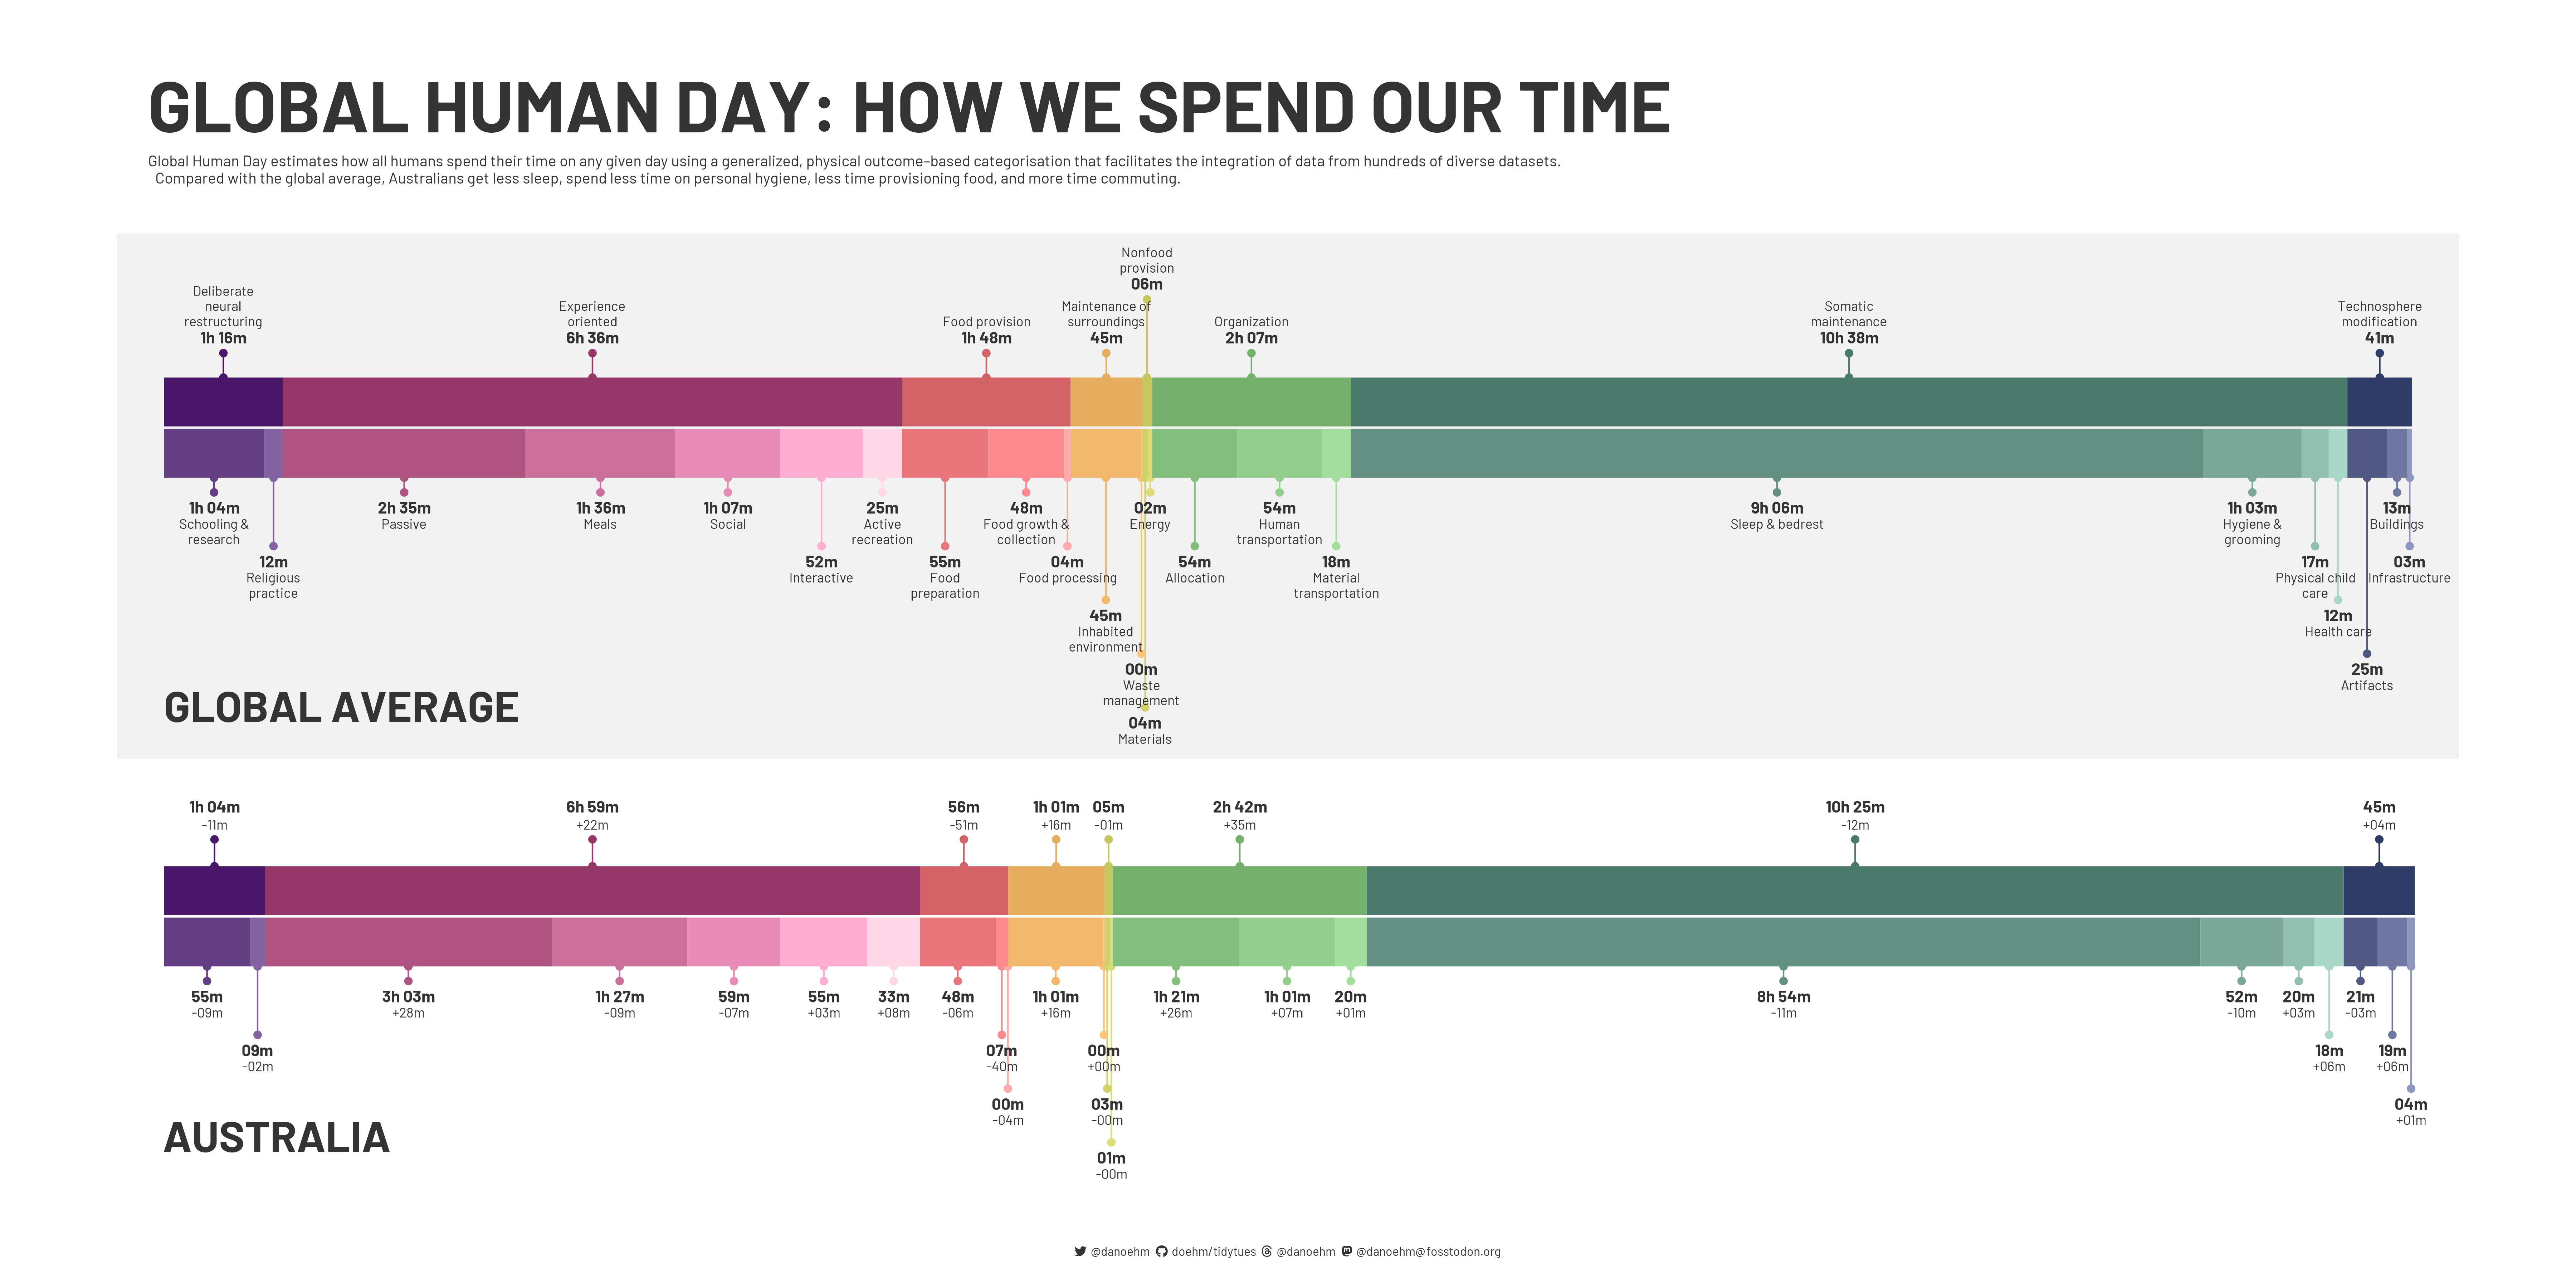 GLOBAL HUMAN DAY: HOW WE SPEND OUR TIME
Global Human Day estimates how all humans spend their time on any given day using a generalized, physical outcome–based categorisation that facilitates the integration of data from hundreds of diverse datasets.
Compared with the global average, Australians get less sleep, spend less time on personal hygiene, less time provisioning food, and more time commuting.
Deliberate
neural
restructuring
1h 16m
Experience
oriented
6h 36m
Food provision
1h 48m
Maintenance of
surroundings
45m
Nonfood
provision
06m
Organization
2h 07m
Somatic
maintenance
10h 38m
Technosphere
modification
41m
1h 04m
Schooling &
research
12m
Religious
practice
2h 35m
Passive
1h 36m
Meals
1h 07m
Social
52m
Interactive
25m
Active
recreation
55m
Food
preparation
48m
Food growth &
collection
04m
Food processing
45m
Inhabited
environment
00m
Waste
management
04m
Materials
02m
Energy
54m
Allocation
54m
Human
transportation
18m
Material
transportation
9h 06m
Sleep & bedrest
1h 03m
Hygiene &
grooming
17m
Physical child
care
12m
Health care
25m
Artifacts
13m
Buildings
03m
Infrastructure
GLOBAL AVERAGE
1h 04m
-11m
6h 59m
+22m
56m
-51m
1h 01m
+16m
05m
-01m
2h 42m
+35m
10h 25m
-12m
45m
+04m
55m
-09m
09m
-02m
3h 03m
+28m
1h 27m
-09m
59m
-07m
55m
+03m
33m
+08m
48m
-06m
07m
-40m
00m
-04m
1h 01m
+16m
00m
+00m
03m
-00m
01m
-00m
1h 21m
+26m
1h 01m
+07m
20m
+01m
8h 54m
-11m
52m
-10m
20m
+03m
18m
+06m
21m
-03m
19m
+06m
04m
+01m
AUSTRALIA
@danoehm doehm/tidytues @danoehm @danoehm@fosstodon.org